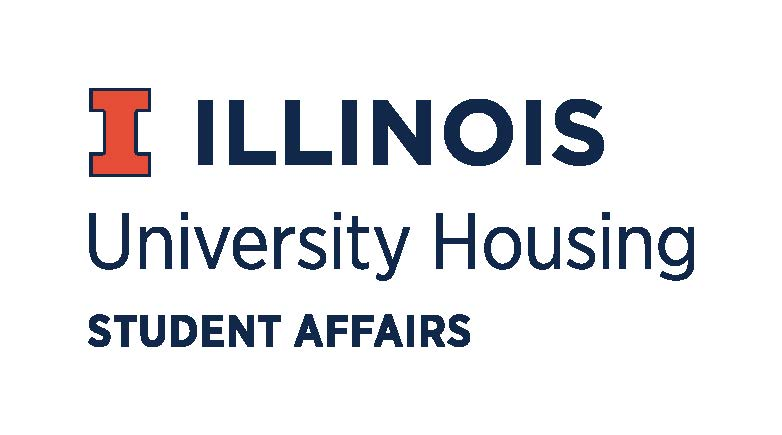 I ILLINOIS
University Housing
STUDENT AFFAIRS